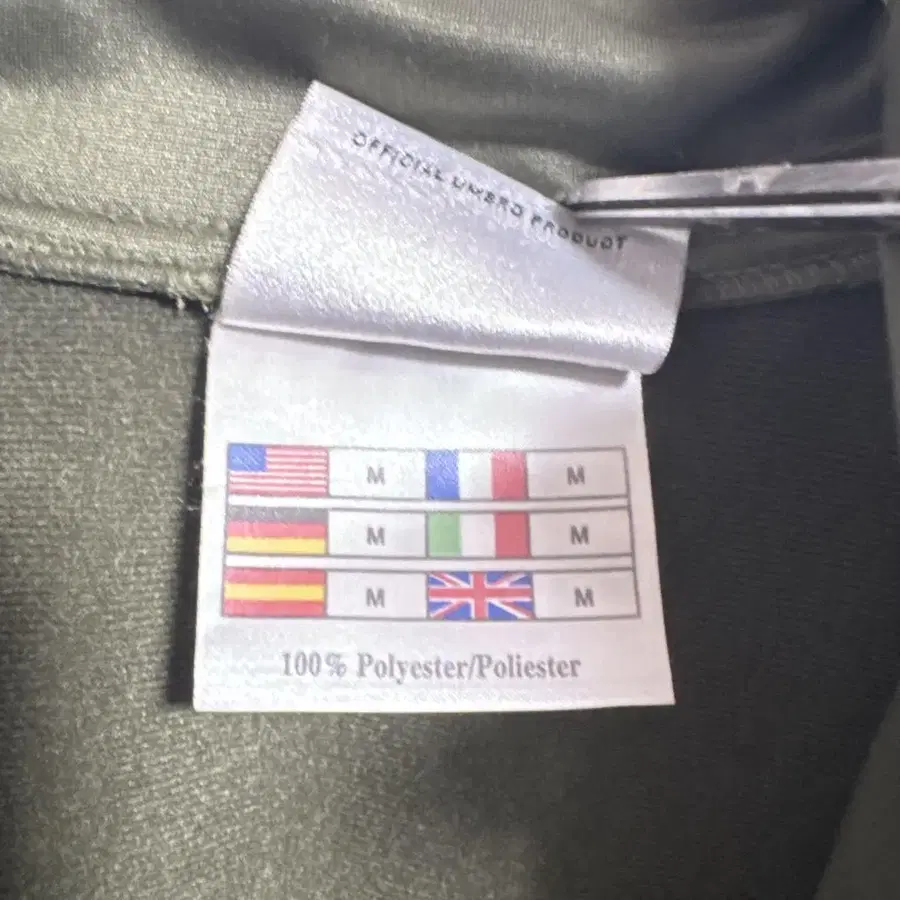 OFFICIAL UMBRO PRODUCT
M M
M M
M M
100% Polyester/Poliester